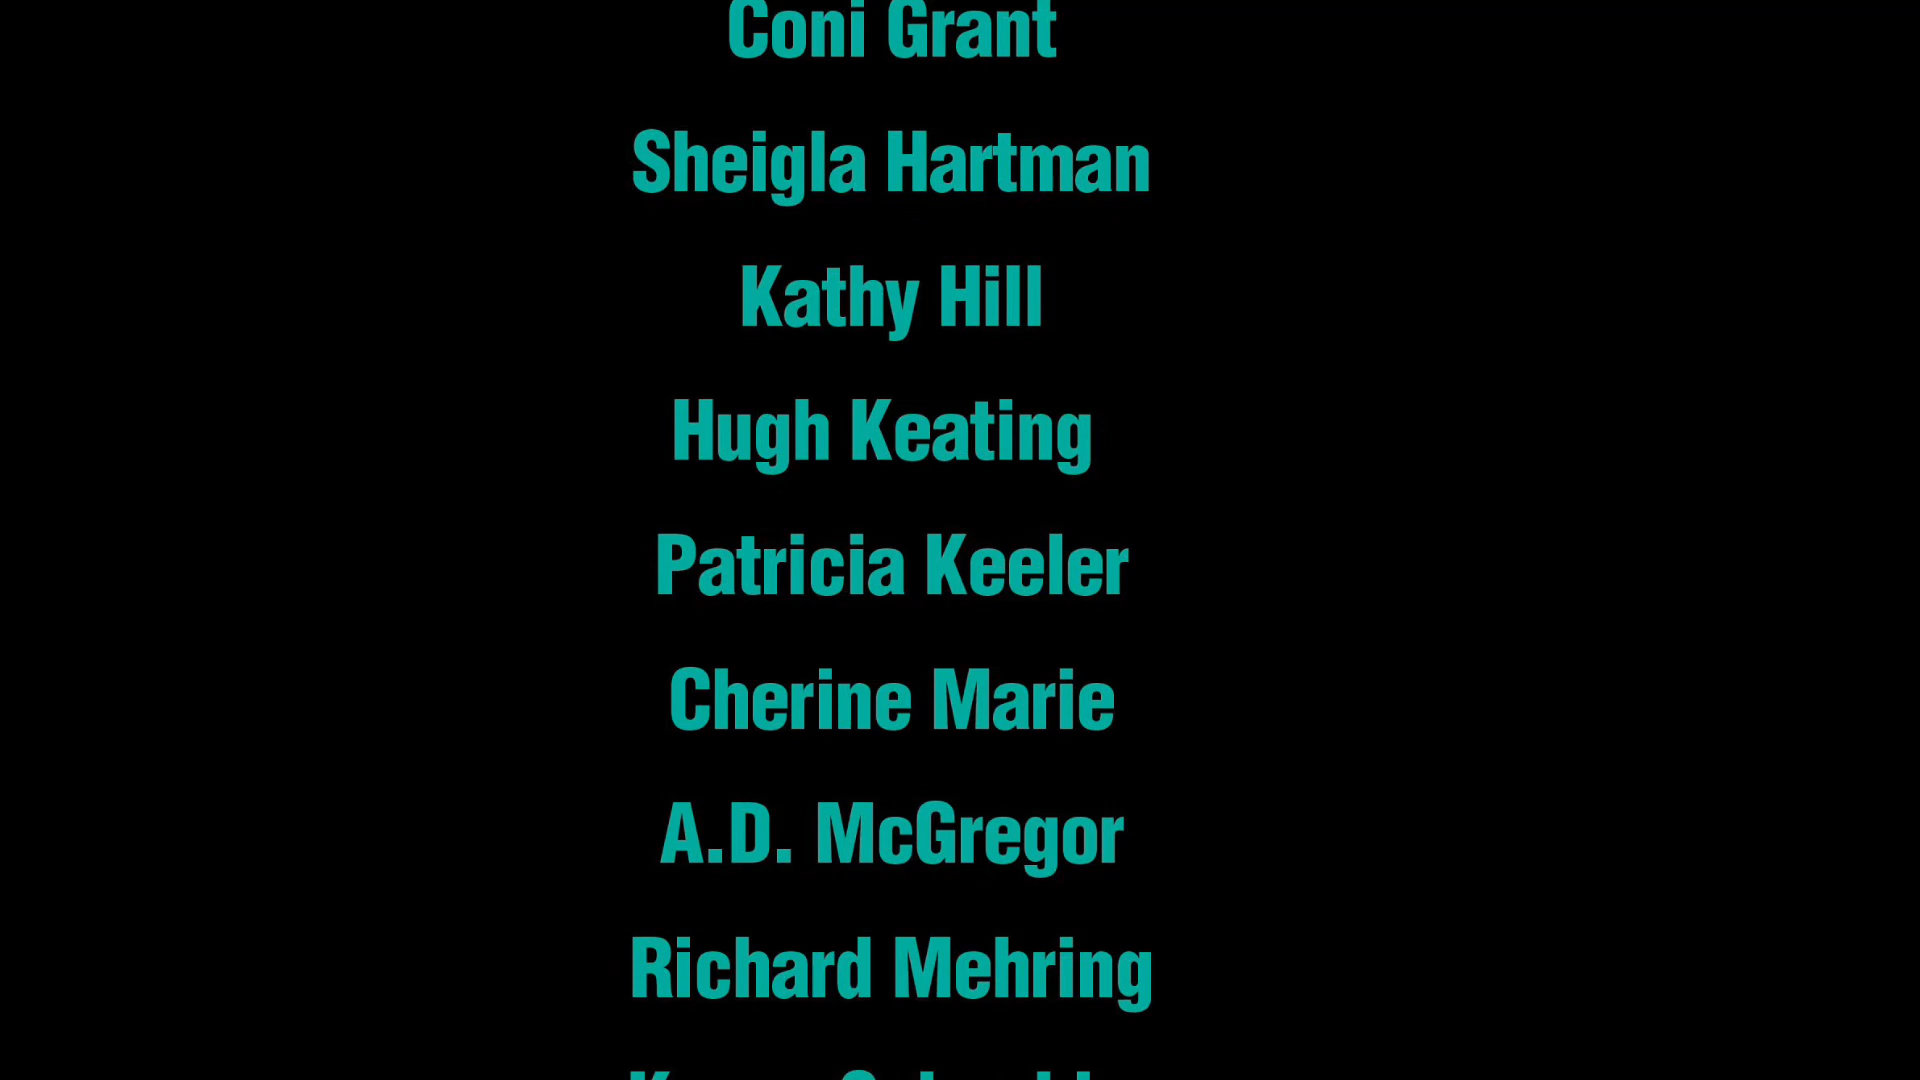 Coni Grant
Sheigla Hartman
Kathy Hill
Hugh Keating
Patricia Keeler
Cherine Marie
A.D. McGregor
Richard Mehring